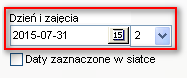 Dzień i zajęcia
2015-07-31 15 2
Daty zaznaczone w siatce